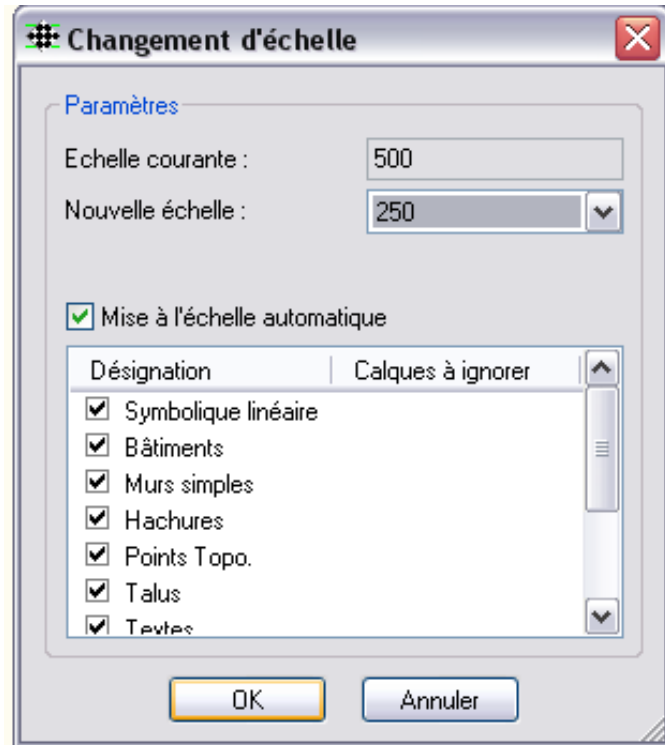 Changement d'échelle
Paramètres
Echelle courante : 500
Nouvelle échelle : 250
Mise à l'échelle automatique
Désignation Calques à ignorer
Symbolique linéaire
Bâtiments
Murs simples
Hachures
Points Topo.
Talus
Textes
OK Annuler